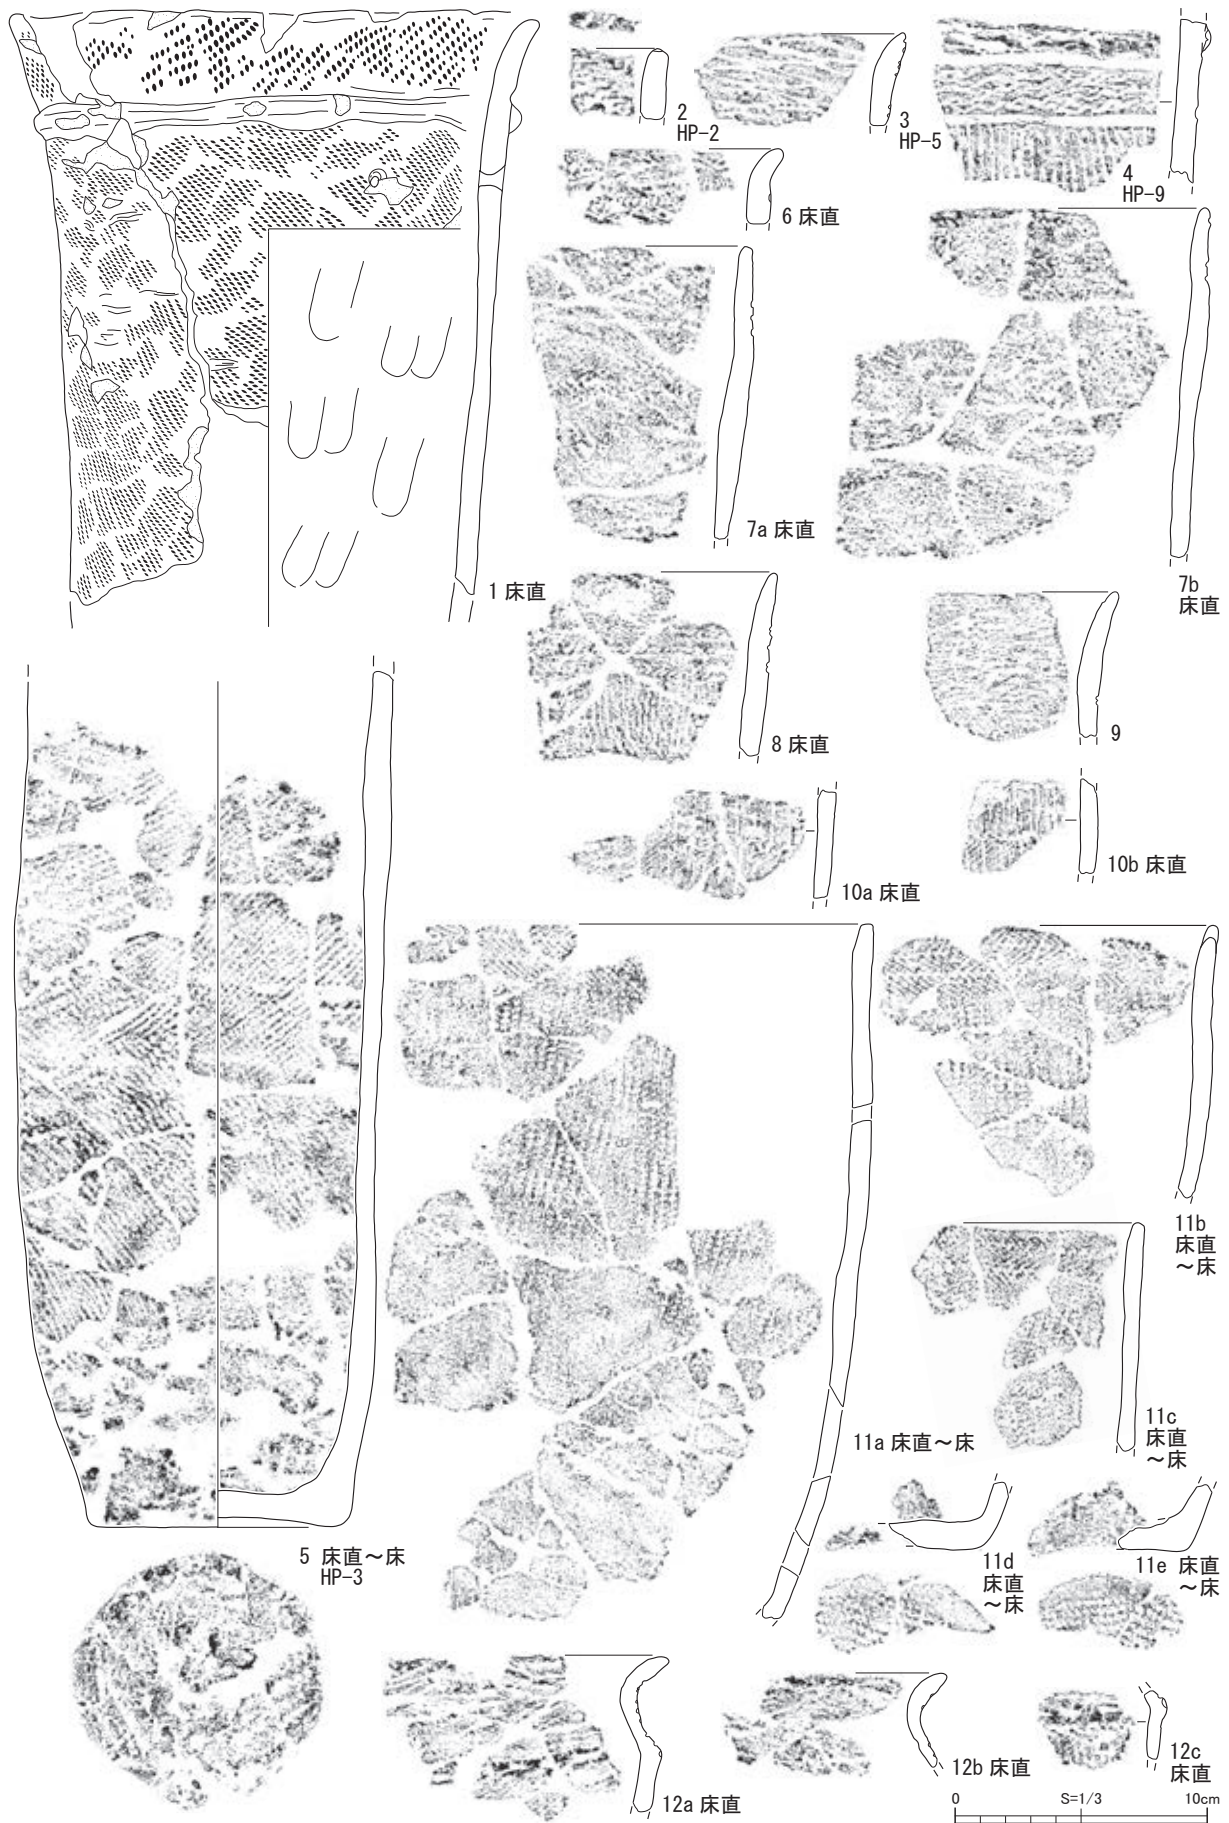 2
HP-2
3
HP-5
4
HP-9
6 床直
7a 床直
7b
床直
1 床直
8 床直
9
10a 床直
10b 床直
11b
床直
～床
11a 床直～床
11c
床直
～床
5 床直～床
HP-3
11d
床直
～床
11e 床直
～床
12a 床直
12b 床直
12c
床直
0 S=1/3 10cm